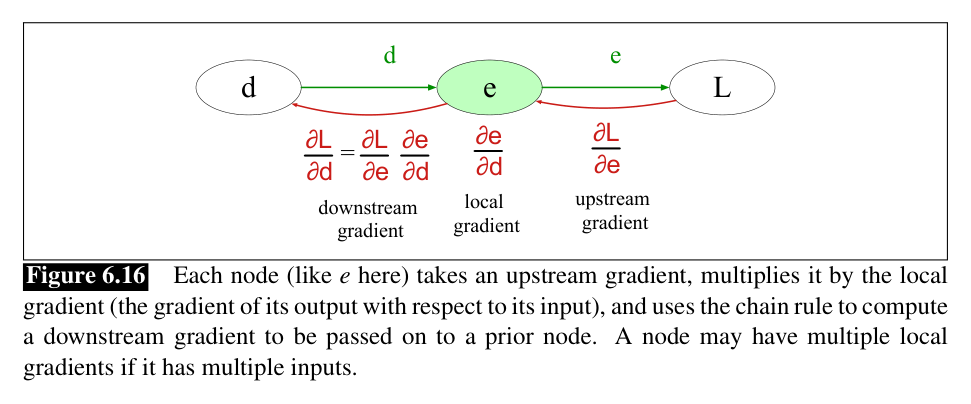 d e
d e L
∂L/∂d = ∂L/∂e ∂e/∂d ∂e/∂d ∂L/∂e
downstream gradient
local gradient
upstream gradient
Figure 6.16 Each node (like e here) takes an upstream gradient, multiplies it by the local
gradient (the gradient of its output with respect to its input), and uses the chain rule to compute
a downstream gradient to be passed on to a prior node. A node may have multiple local
gradients if it has multiple inputs.